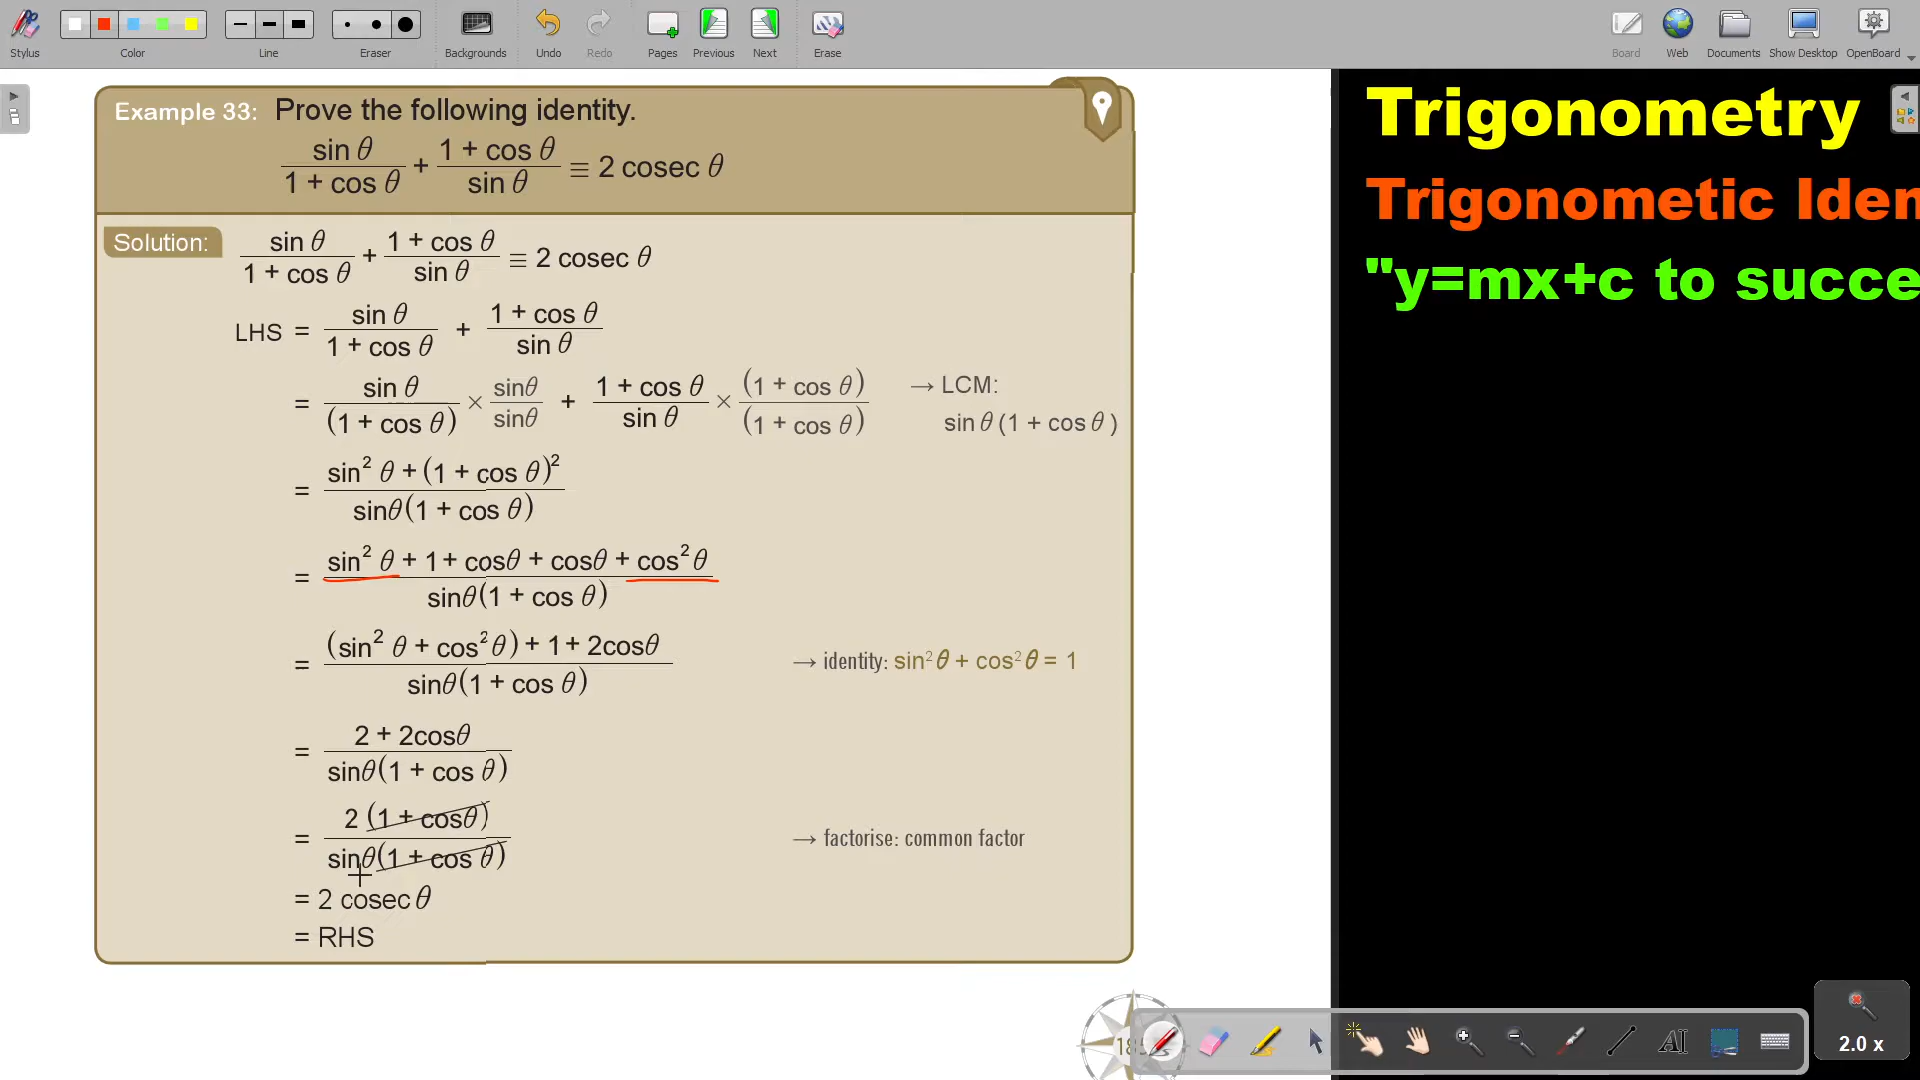 Stylus Color Line Eraser Backgrounds Undo Redo Pages Previous Next Erase Board Web Documents Show Desktop OpenBoard
Example 33: Prove the following identity.
sin θ / 1 + cos θ + 1 + cos θ / sin θ ≡ 2 cosec θ
Solution: sin θ / 1 + cos θ + 1 + cos θ / sin θ ≡ 2 cosec θ
LHS = sin θ / 1 + cos θ + 1 + cos θ / sin θ
= sin θ / (1 + cos θ) × sinθ / sinθ + 1 + cos θ / sin θ × (1 + cos θ) / (1 + cos θ) → LCM:
sin θ (1 + cos θ )
= sin² θ + (1 + cos θ)² / sinθ(1 + cos θ)
= sin² θ + 1 + cosθ + cosθ + cos² θ / sinθ(1 + cos θ)
= (sin² θ + cos² θ) + 1 + 2cosθ / sinθ(1 + cos θ) → identity: sin² θ + cos² θ = 1
= 2 + 2cosθ / sinθ(1 + cos θ)
= 2 (1 + cosθ) / sinθ(1 + cos θ) → factorise: common factor
= 2 cosec θ
= RHS
Trigonometry
Trigonometic Iden
"y=mx+c to succe
2.0 x